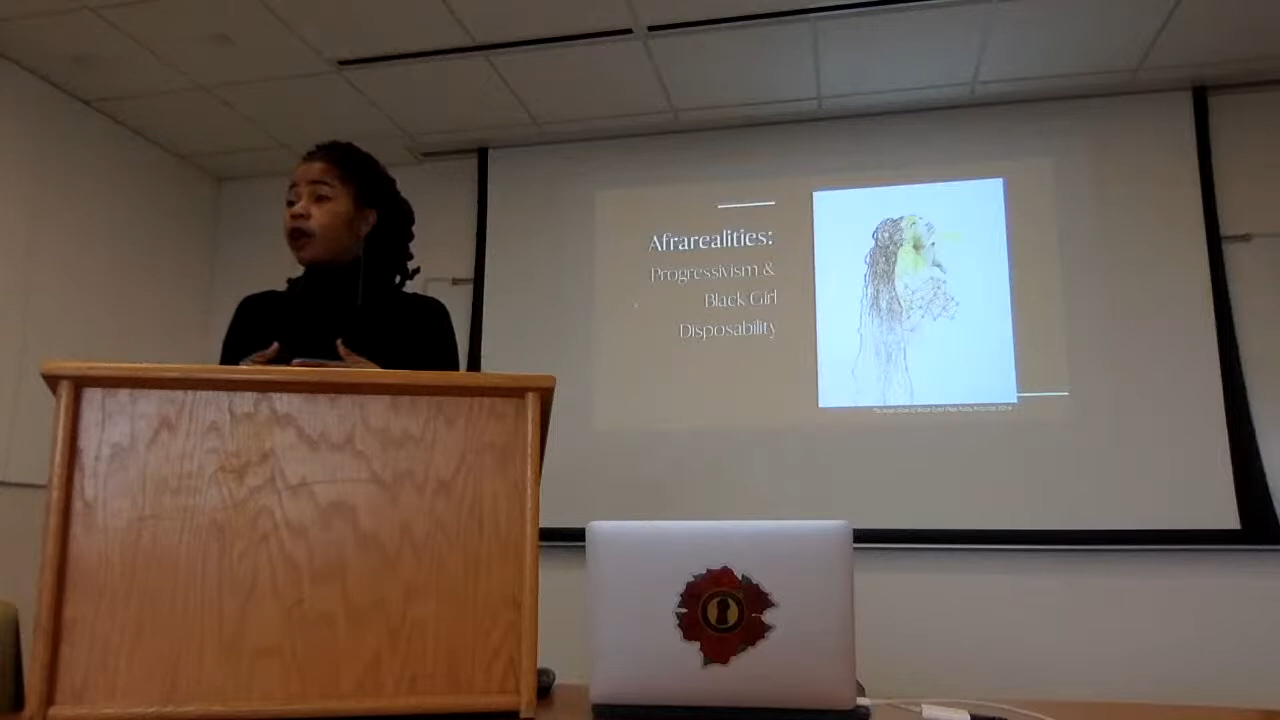 Afrarealities:
Progressivism &
Black Girl
Disposability